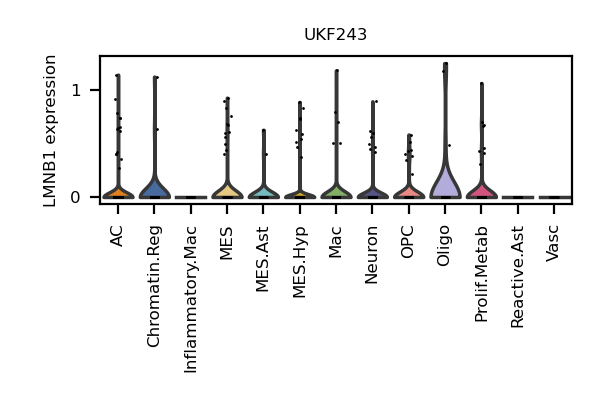 UKF243
LMNB1 expression
1
0
AC
Chromatin.Reg
Inflammatory.Mac
MES
MES.Ast
MES.Hyp
Mac
Neuron
OPC
Oligo
Prolif.Metab
Reactive.Ast
Vasc